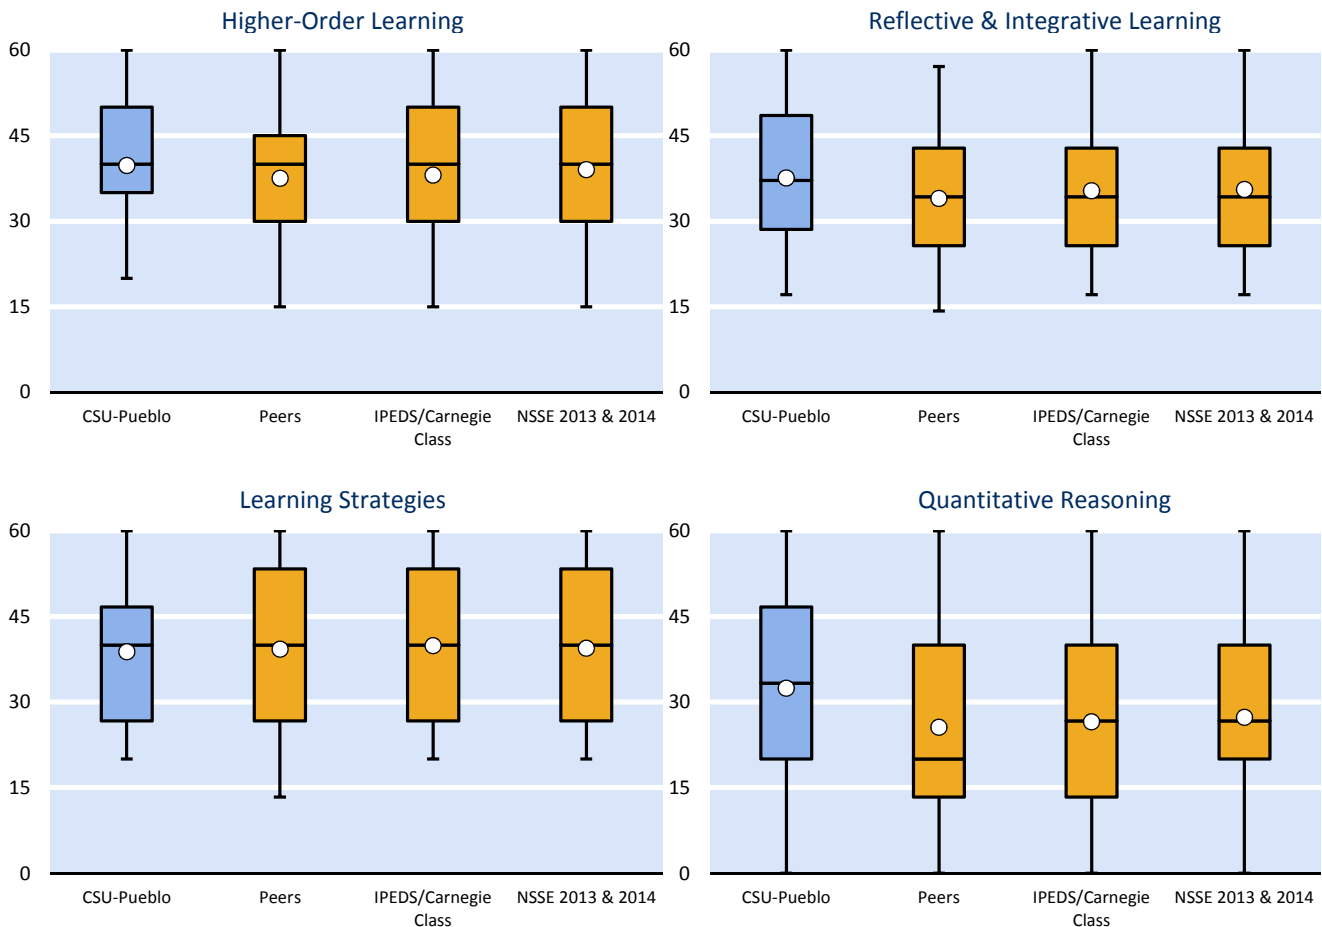 Higher-Order Learning
60
45
30
15
0
CSU-Pueblo Peers IPEDS/Carnegie NSSE 2013 & 2014
Class
Reflective & Integrative Learning
60
45
30
15
0
CSU-Pueblo Peers IPEDS/Carnegie NSSE 2013 & 2014
Class
Learning Strategies
60
45
30
15
0
CSU-Pueblo Peers IPEDS/Carnegie NSSE 2013 & 2014
Class
Quantitative Reasoning
60
45
30
15
0
CSU-Pueblo Peers IPEDS/Carnegie NSSE 2013 & 2014
Class